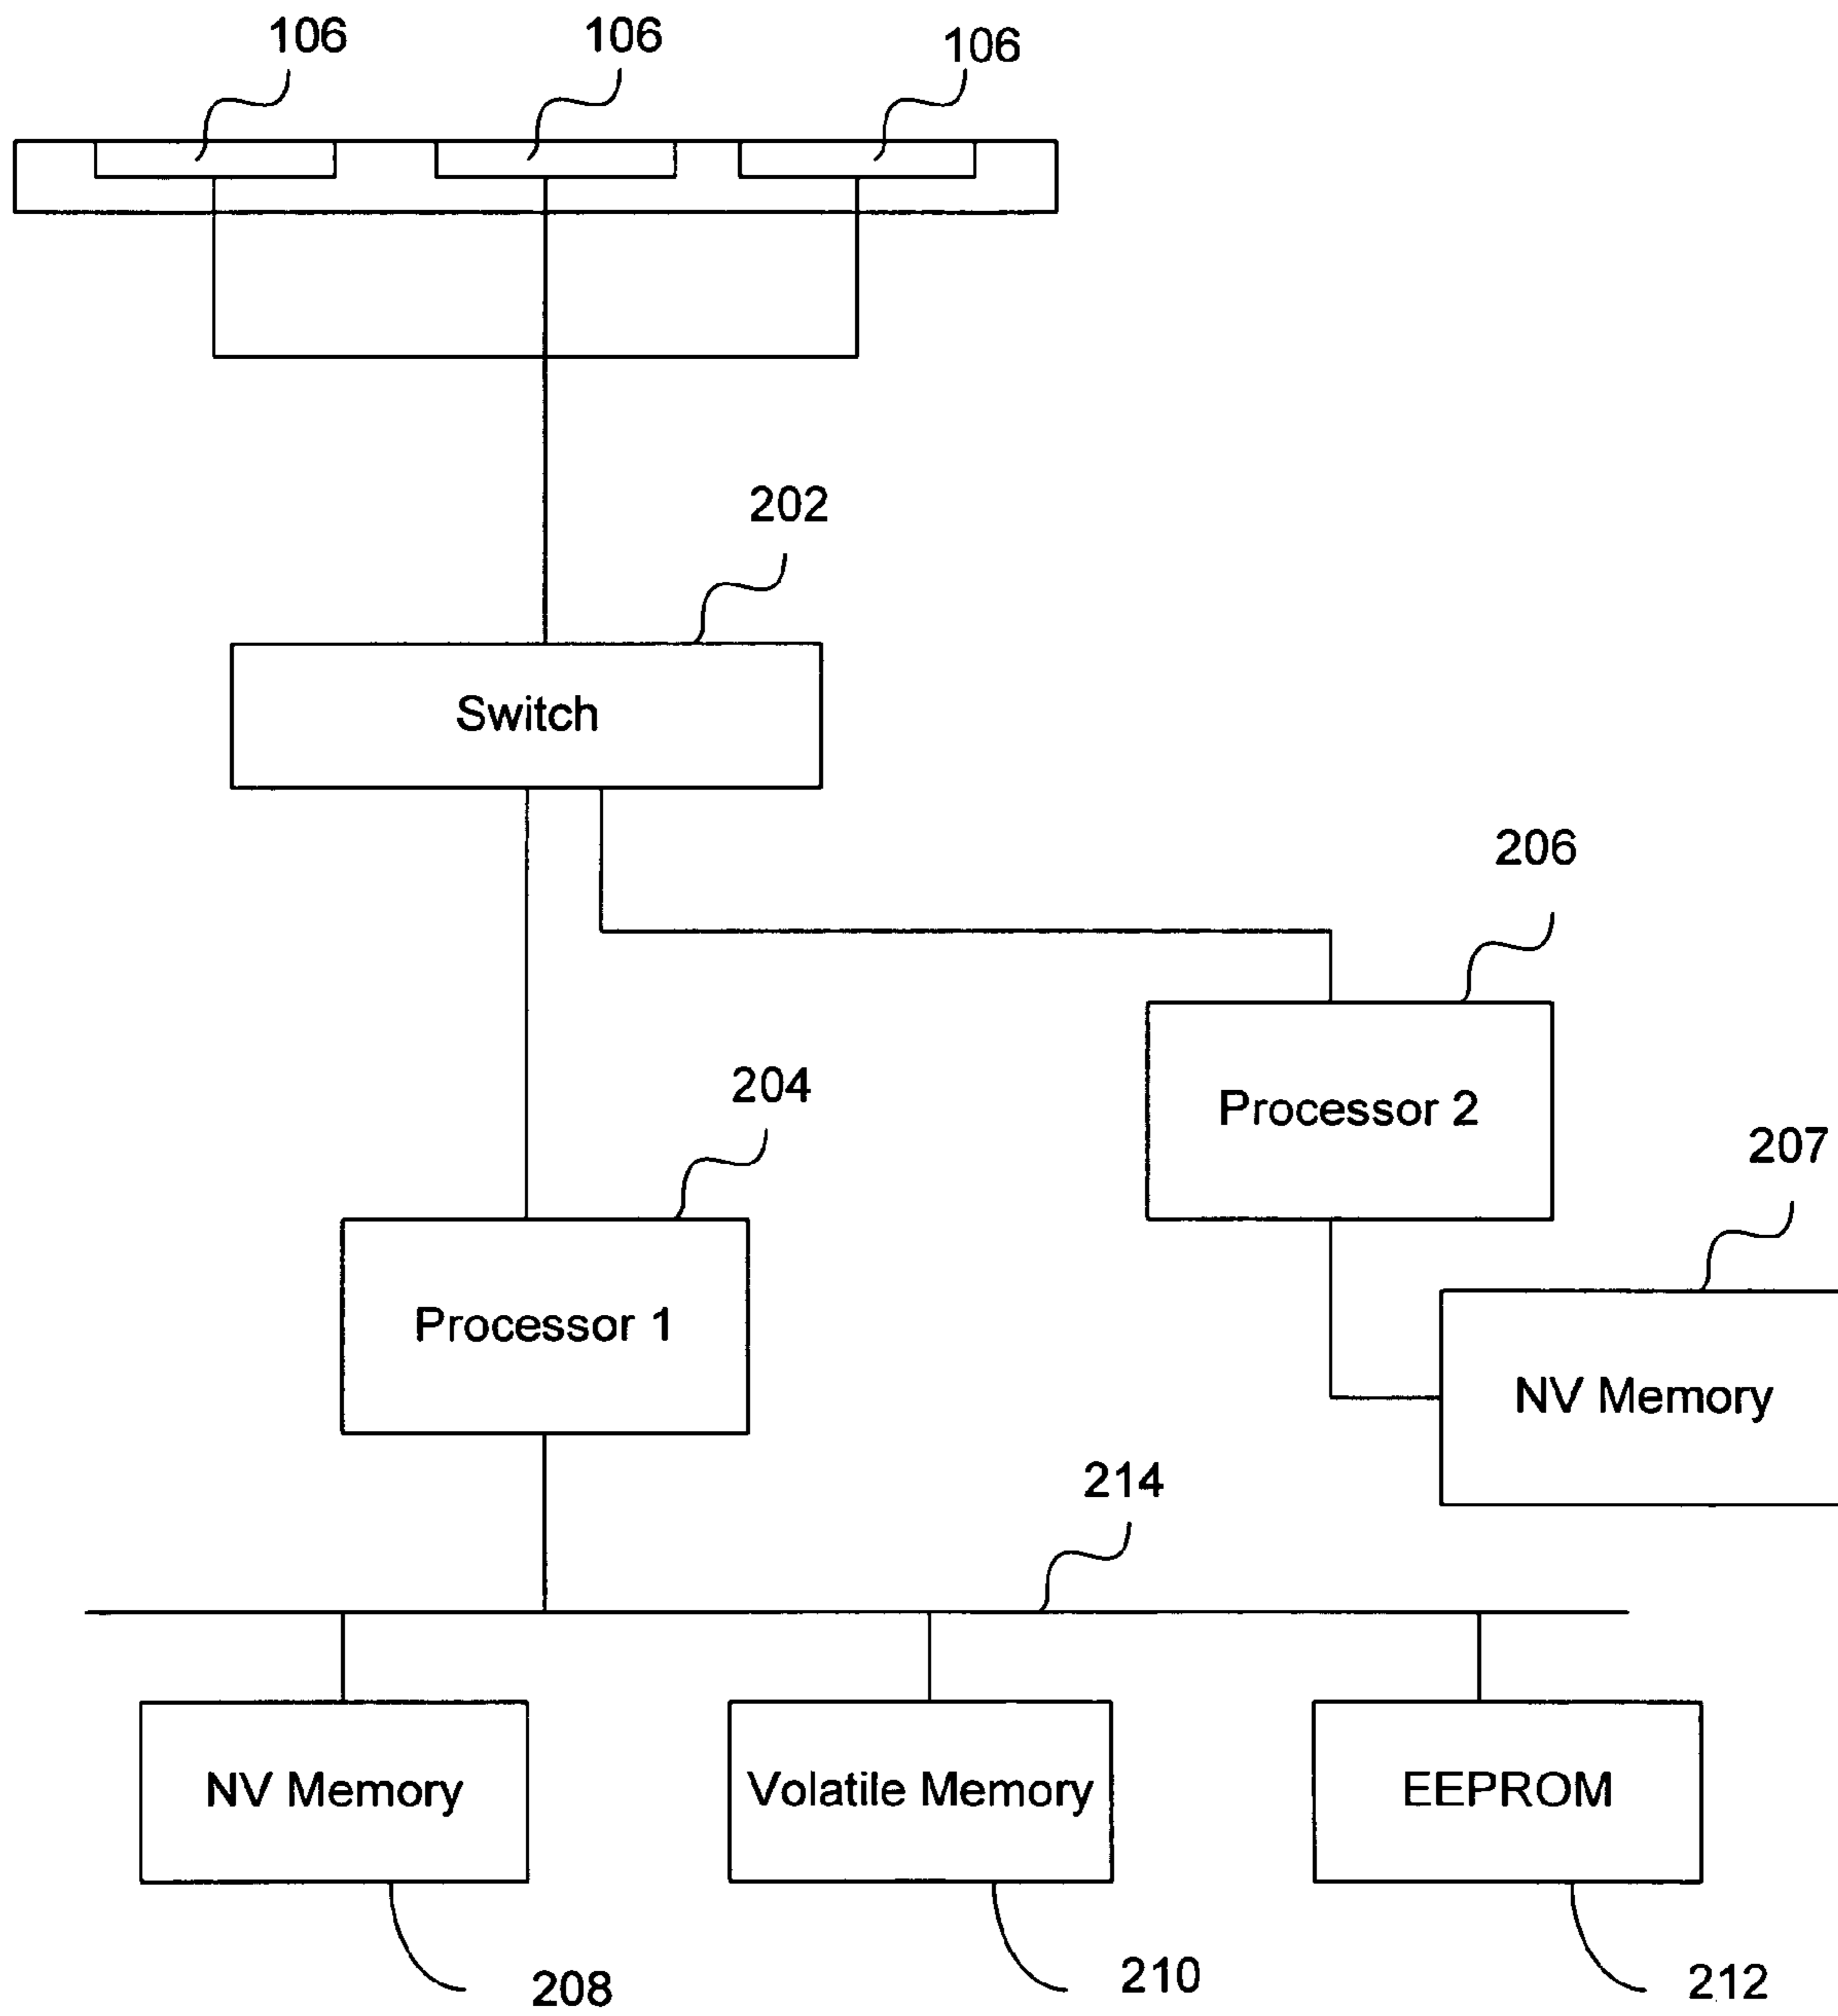 106
106
106
202
Switch
206
Processor 2
204
207
Processor 1
NV Memory
214
NV Memory
Volatile Memory
EEPROM
208
210
212